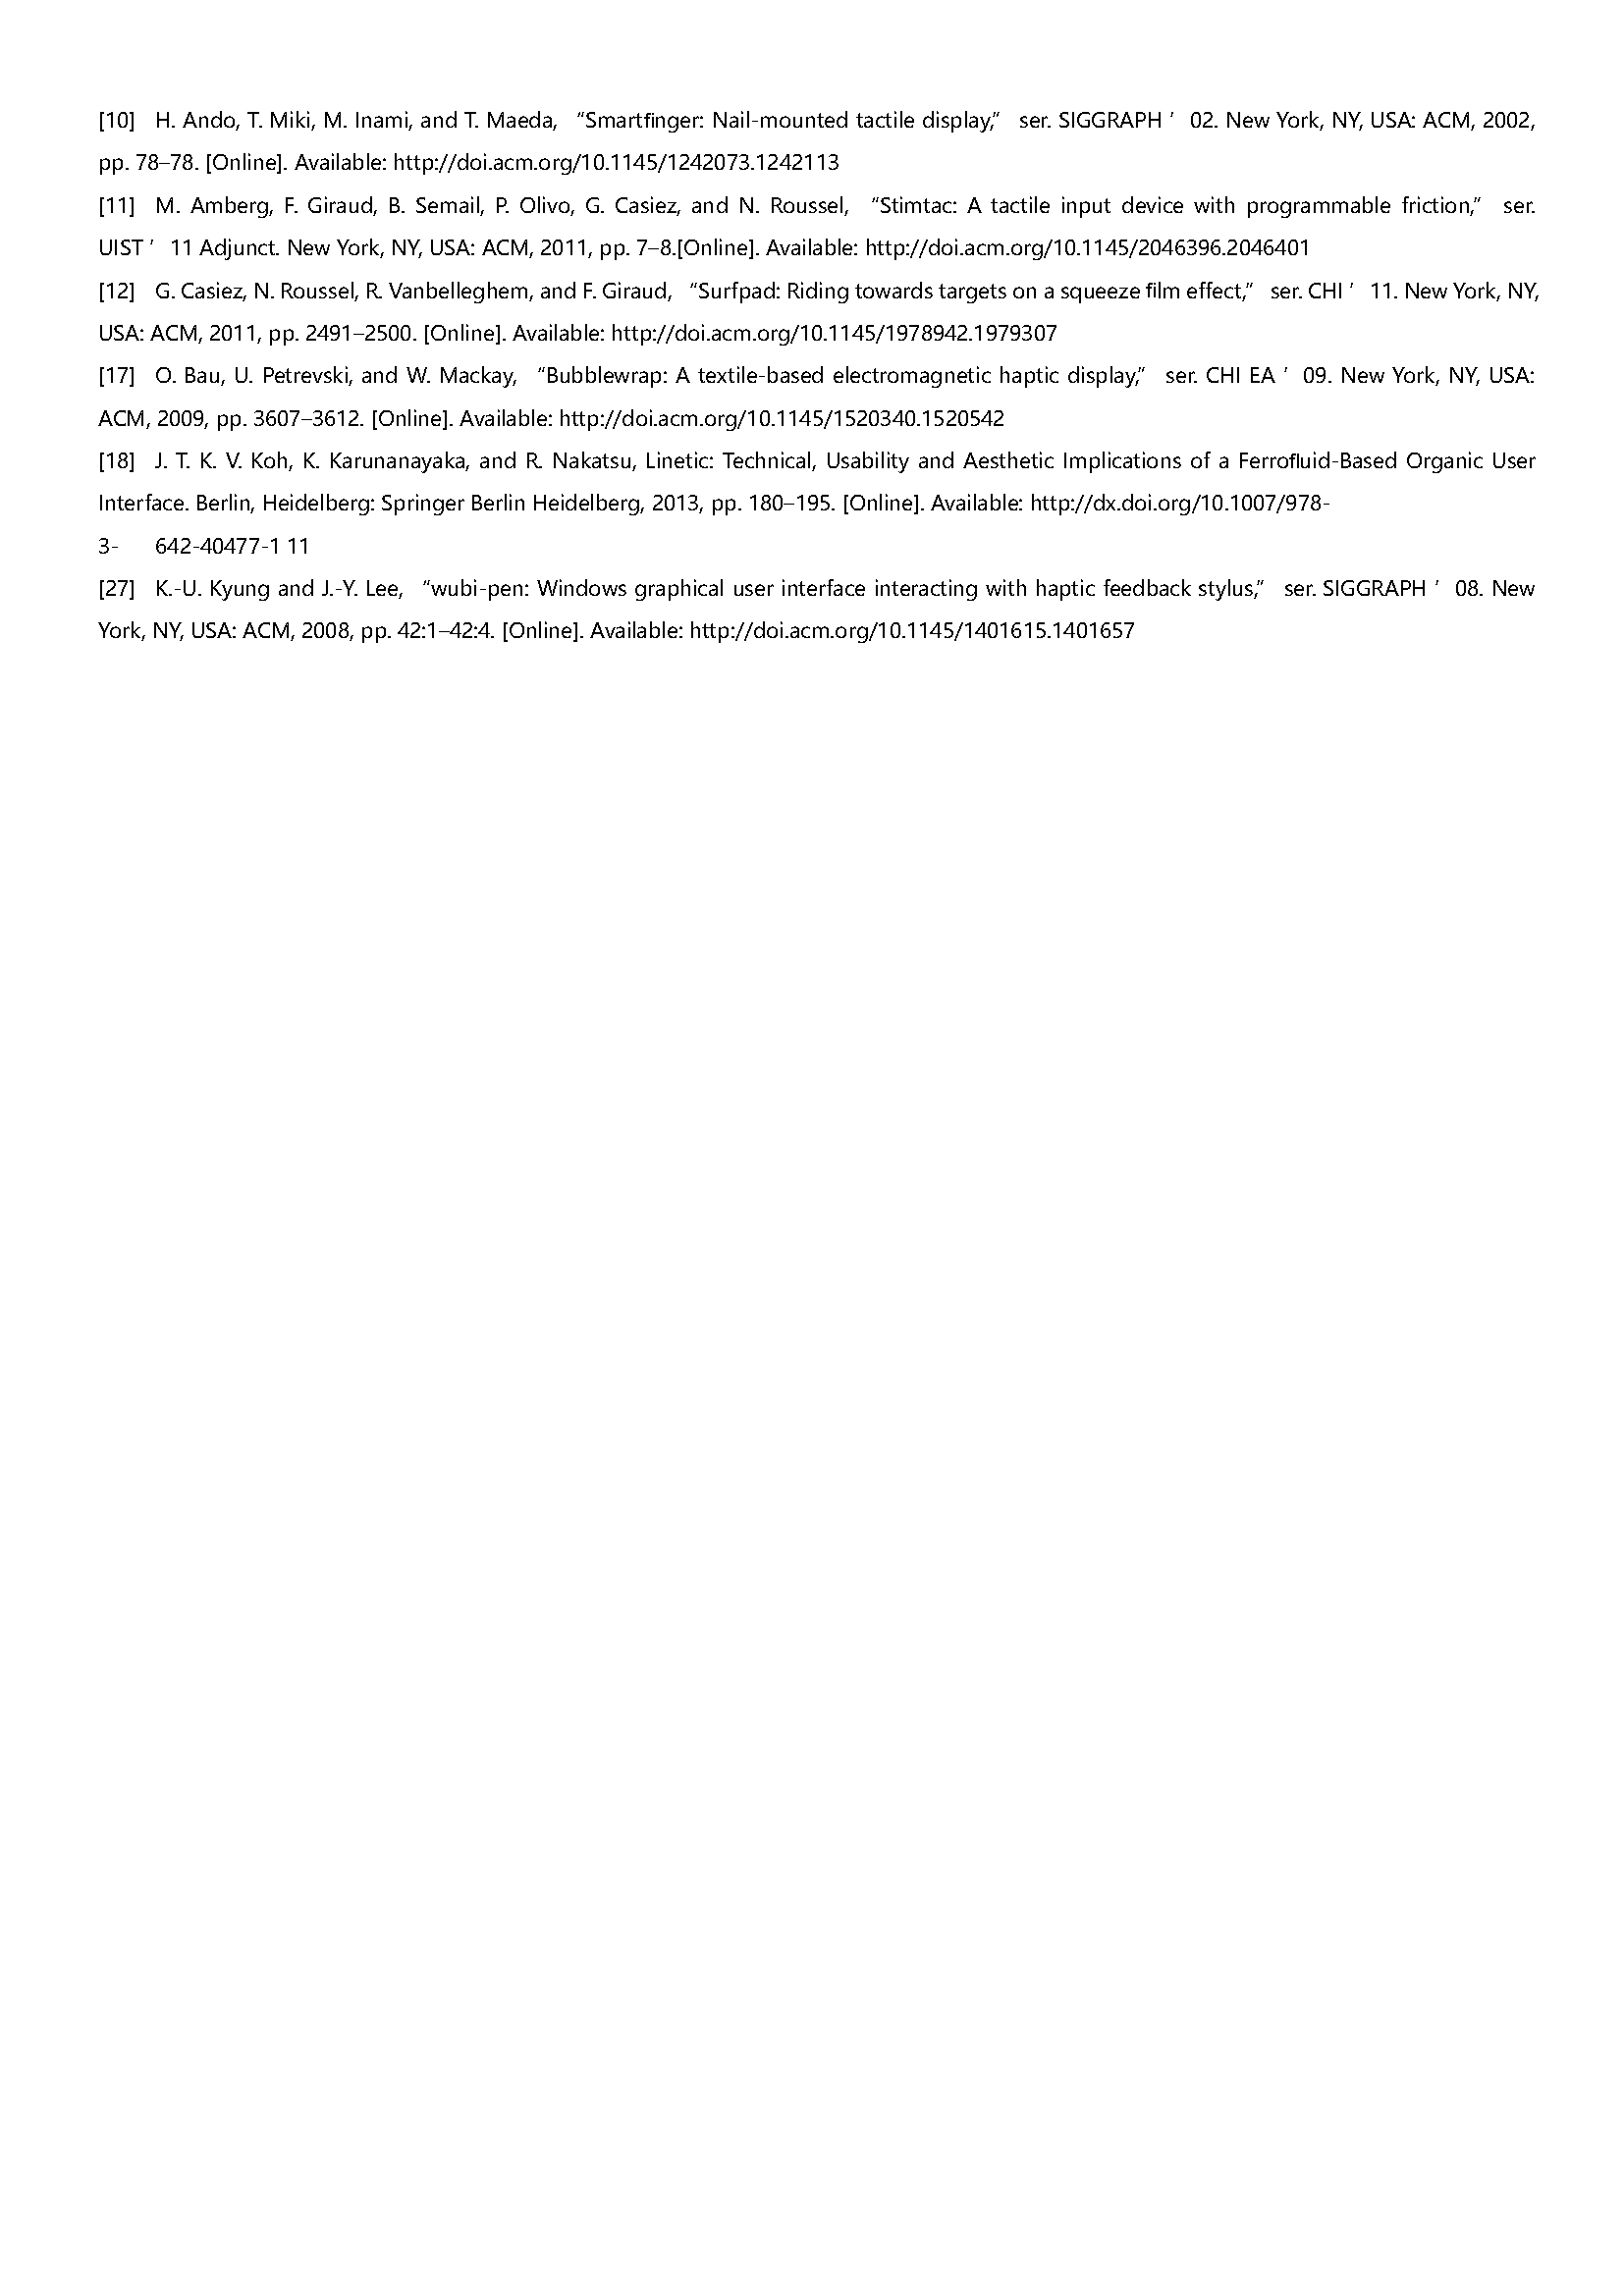 [10] H. Ando, T. Miki, M. Inami, and T. Maeda, “Smartfinger: Nail-mounted tactile display,” ser. SIGGRAPH ’ 02. New York, NY, USA: ACM, 2002,
pp. 78–78. [Online]. Available: http://doi.acm.org/10.1145/1242073.1242113
[11] M. Amberg, F. Giraud, B. Semail, P. Olivo, G. Casiez, and N. Roussel, “Stimtac: A tactile input device with programmable friction,” ser.
UIST ’ 11 Adjunct. New York, NY, USA: ACM, 2011, pp. 7–8.[Online]. Available: http://doi.acm.org/10.1145/2046396.2046401
[12] G. Casiez, N. Roussel, R. Vanbelleghem, and F. Giraud, “Surfpad: Riding towards targets on a squeeze film effect,” ser. CHI ’ 11. New York, NY,
USA: ACM, 2011, pp. 2491–2500. [Online]. Available: http://doi.acm.org/10.1145/1978942.1979307
[17] O. Bau, U. Petrevski, and W. Mackay, “Bubblewrap: A textile-based electromagnetic haptic display,” ser. CHI EA ’ 09. New York, NY, USA:
ACM, 2009, pp. 3607–3612. [Online]. Available: http://doi.acm.org/10.1145/1520340.1520542
[18] J. T. K. V. Koh, K. Karunanayaka, and R. Nakatsu, Linetic: Technical, Usability and Aesthetic Implications of a Ferrofluid-Based Organic User
Interface. Berlin, Heidelberg: Springer Berlin Heidelberg, 2013, pp. 180–195. [Online]. Available: http://dx.doi.org/10.1007/978-
3- 642-40477-1 11
[27] K.-U. Kyung and J.-Y. Lee, “wubi-pen: Windows graphical user interface interacting with haptic feedback stylus,” ser. SIGGRAPH ’ 08. New
York, NY, USA: ACM, 2008, pp. 42:1–42:4. [Online]. Available: http://doi.acm.org/10.1145/1401615.1401657